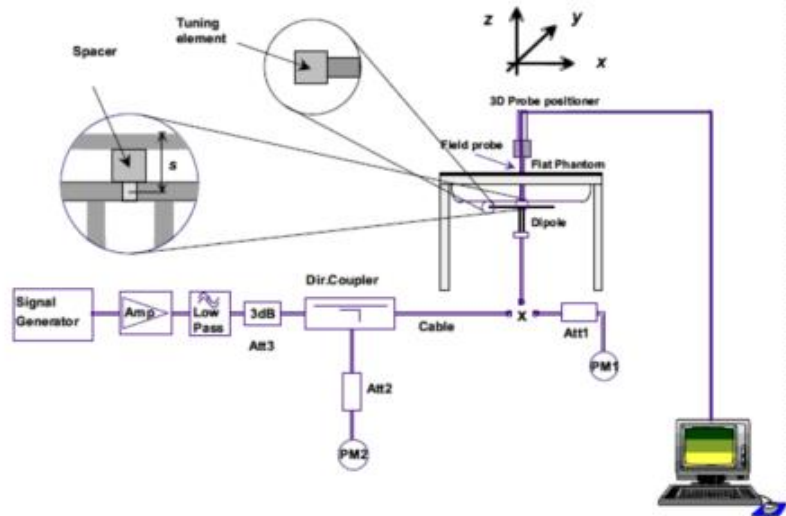 Tuning
element
Spacer
z
y
x
3D Probe positioner
s
Field probe
Flat Phantom
Dipole
Dir.Coupler
Signal
Generator
Amp
Low
Pass
3dB
Att3
Cable
x
Att1
PM1
Att2
PM2